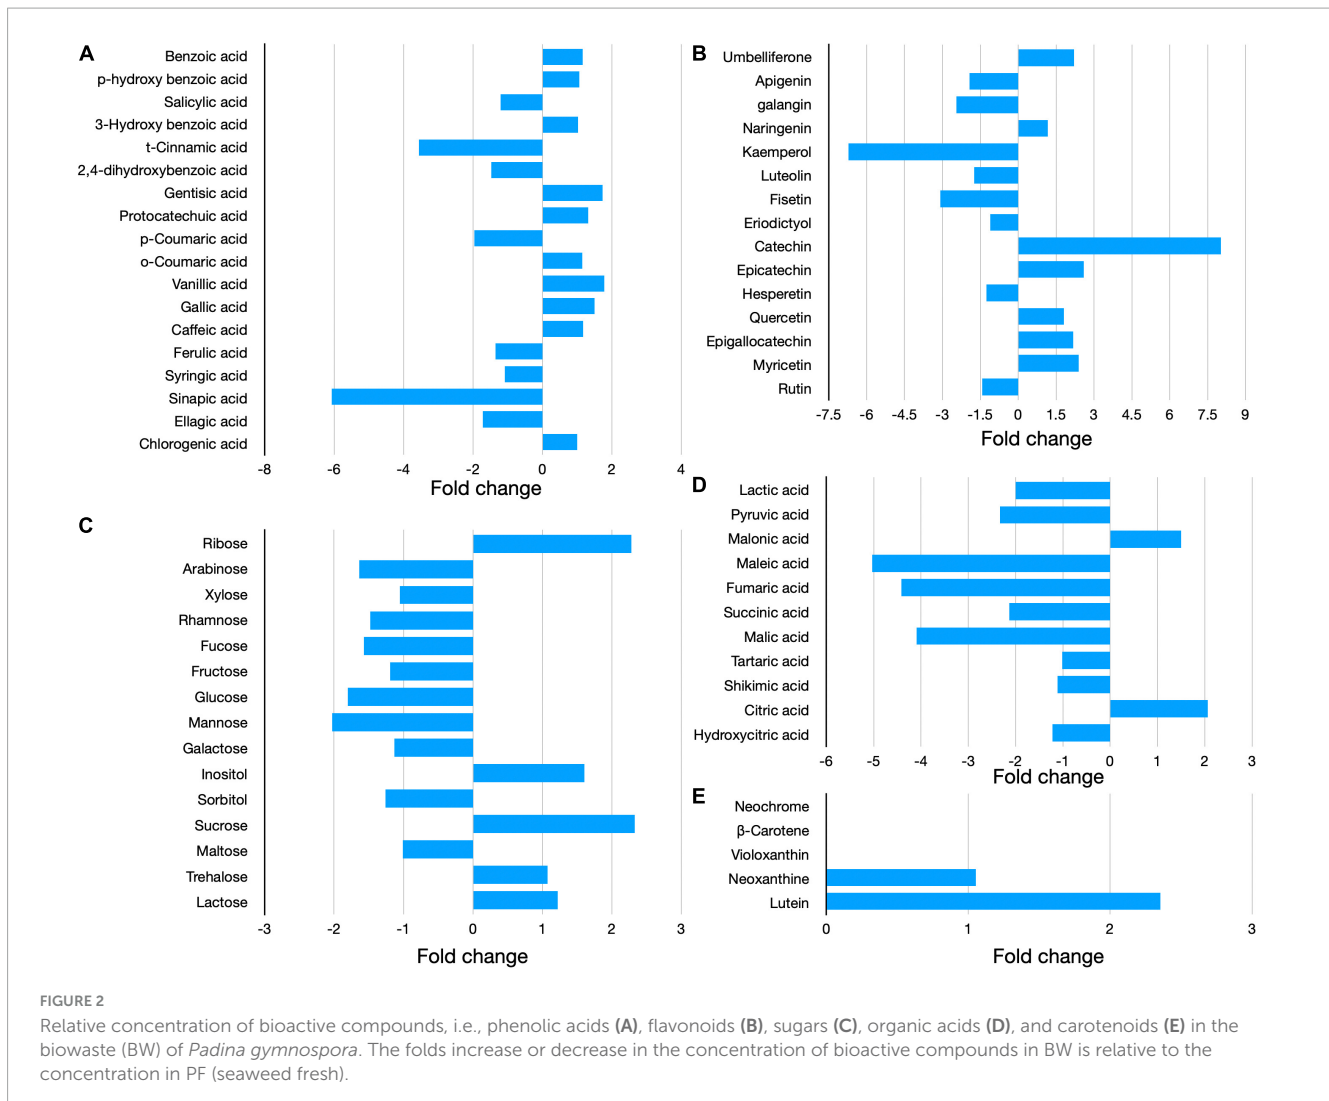 A
Benzoic acid
p-hydroxy benzoic acid
Salicylic acid
3-Hydroxy benzoic acid
t-Cinnamic acid
2,4-dihydroxybenzoic acid
Gentisic acid
Protocatechuic acid
p-Coumaric acid
o-Coumaric acid
Vanillic acid
Gallic acid
Caffeic acid
Ferulic acid
Syringic acid
Sinapic acid
Ellagic acid
Chlorogenic acid
-8 -6 -4 -2 0 2 4
Fold change
B
Umbelliferone
Apigenin
galangin
Naringenin
Kaemperol
Luteolin
Fisetin
Eriodictyol
Catechin
Epicatechin
Hesperetin
Quercetin
Epigallocatechin
Myricetin
Rutin
-7.5 -6 -4.5 -3 -1.5 0 1.5 3 4.5 6 7.5 9
Fold change
C
Ribose
Arabinose
Xylose
Rhamnose
Fucose
Fructose
Glucose
Mannose
Galactose
Inositol
Sorbitol
Sucrose
Maltose
Trehalose
Lactose
-3 -2 -1 0 1 2 3
Fold change
D
Lactic acid
Pyruvic acid
Malonic acid
Maleic acid
Fumaric acid
Succinic acid
Malic acid
Tartaric acid
Shikimic acid
Citric acid
Hydroxycitric acid
-6 -5 -4 -3 -2 -1 0 1 2 3
Fold change
E
Neochrome
β-Carotene
Violoxanthin
Neoxanthine
Lutein
0 1 2 3
Fold change
FIGURE 2
Relative concentration of bioactive compounds, i.e., phenolic acids (A), flavonoids (B), sugars (C), organic acids (D), and carotenoids (E) in the
biowaste (BW) of Padina gymnospora. The folds increase or decrease in the concentration of bioactive compounds in BW is relative to the
concentration in PF (seaweed fresh).